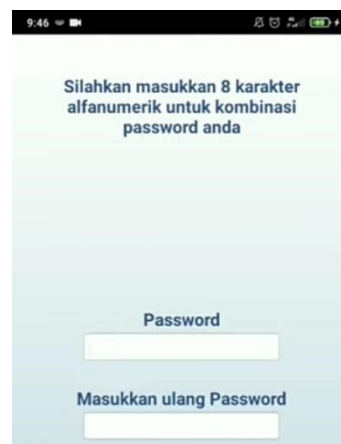 9:46
Silahkan masukkan 8 karakter
alfanumerik untuk kombinasi
password anda
Password
Masukkan ulang Password